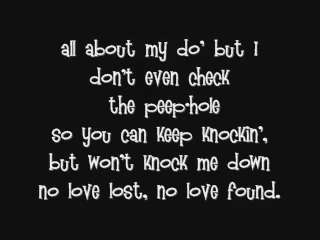 all about my do' but I
don't even check
the peep-hole
so you can keep knockin',
but won't knock me down
no love lost, no love found.